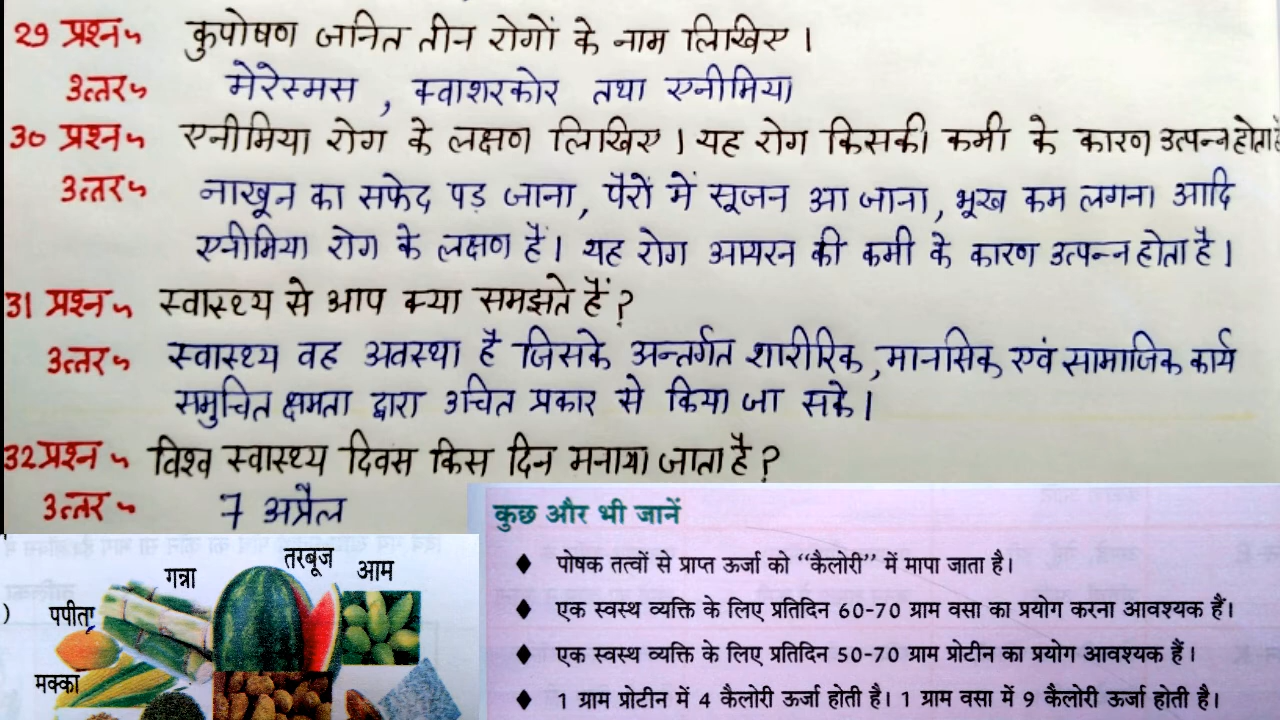 29 प्रश्न कुपोषण जनित तीन रोगों के नाम लिखिए।
उत्तर मेरेस्मस, क्वाशरकोर तथा एनीमिया
30 प्रश्न एनीमिया रोग के लक्षण लिखिए। यह रोग किसकी कमी के कारण उत्पन्न होता है
उत्तर नाखून का सफेद पड़ जाना, पैरों में सूजन आ जाना, भूख कम लगना आदि
एनीमिया रोग के लक्षण हैं। यह रोग आयरन की कमी के कारण उत्पन्न होता है।
31 प्रश्न स्वास्थ्य से आप क्या समझते हैं?
उत्तर स्वास्थ्य वह अवस्था है जिसके अन्तर्गत शारीरिक, मानसिक एवं सामाजिक कार्य
समुचित क्षमता द्वारा उचित प्रकार से किया जा सके।
32 प्रश्न विश्व स्वास्थ्य दिवस किस दिन मनाया जाता है?
उत्तर 7 अप्रैल
गन्ना
तरबूज
आम
पपीता
मक्का
कुछ और भी जानें
♦ पोषक तत्वों से प्राप्त ऊर्जा को “कैलोरी” में मापा जाता है।
♦ एक स्वस्थ व्यक्ति के लिए प्रतिदिन 60-70 ग्राम वसा का प्रयोग करना आवश्यक हैं।
♦ एक स्वस्थ व्यक्ति के लिए प्रतिदिन 50-70 ग्राम प्रोटीन का प्रयोग आवश्यक हैं।
♦ 1 ग्राम प्रोटीन में 4 कैलोरी ऊर्जा होती है। 1 ग्राम वसा में 9 कैलोरी ऊर्जा होती है।